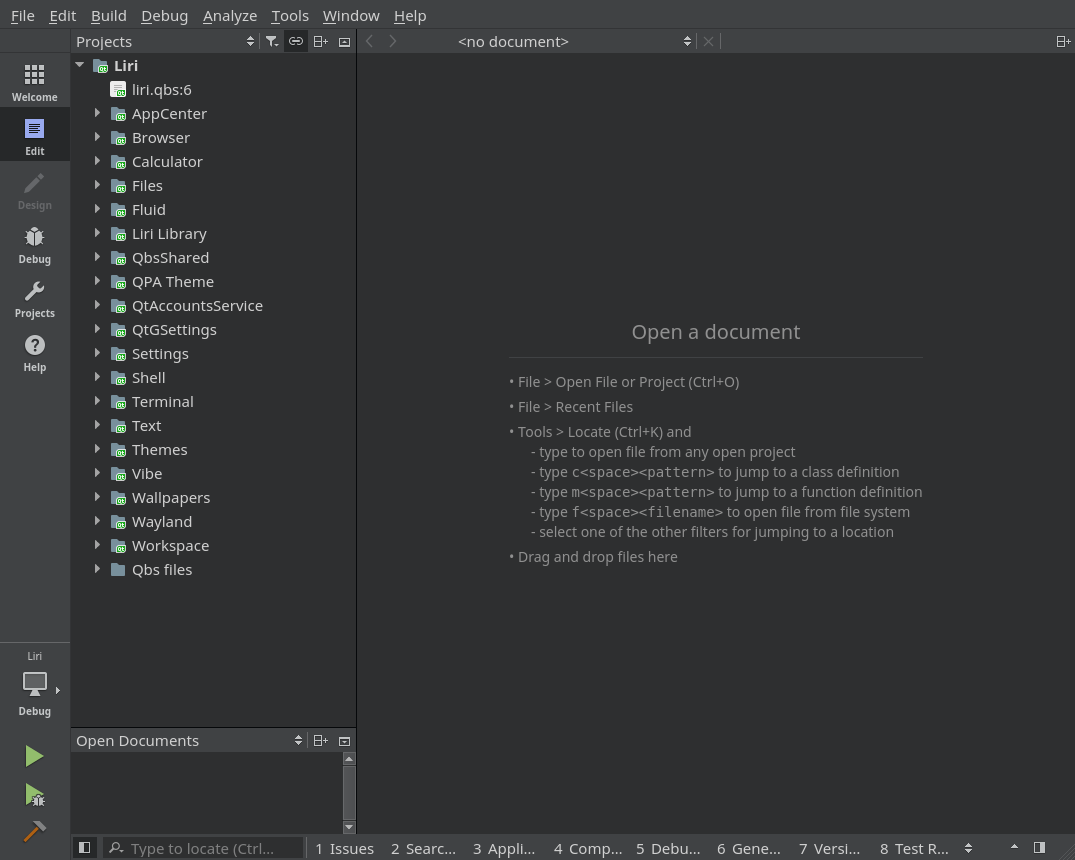 File Edit Build Debug Analyze Tools Window Help
Projects
<no document>
Welcome
Edit
Design
Debug
Projects
Help
Liri
liri.qbs:6
AppCenter
Browser
Calculator
Files
Fluid
Liri Library
QbsShared
QPA Theme
QtAccountsService
QtGSettings
Settings
Shell
Terminal
Text
Themes
Vibe
Wallpapers
Wayland
Workspace
Qbs files
Open a document
• File > Open File or Project (Ctrl+O)
• File > Recent Files
• Tools > Locate (Ctrl+K) and
- type to open file from any open project
- type c<space><pattern> to jump to a class definition
- type m<space><pattern> to jump to a function definition
- type f<space><filename> to open file from file system
- select one of the other filters for jumping to a location
• Drag and drop files here
Liri
Debug
Open Documents
Type to locate (Ctrl... 1 Issues 2 Searc... 3 Appli... 4 Comp... 5 Debu... 6 Gene... 7 Versi... 8 Test R...